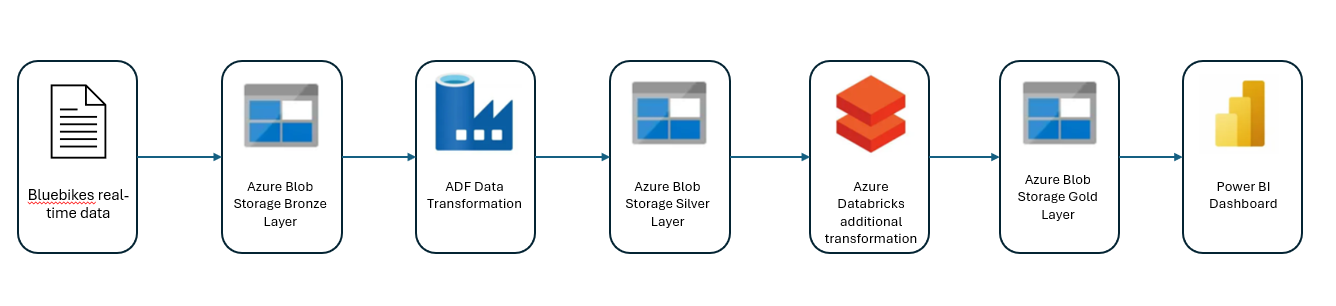 Bluebikes real-
time data
Azure Blob
Storage Bronze
Layer
ADF Data
Transformation
Azure Blob
Storage Silver
Layer
Azure
Databricks
additional
transformation
Azure Blob
Storage Gold
Layer
Power BI
Dashboard